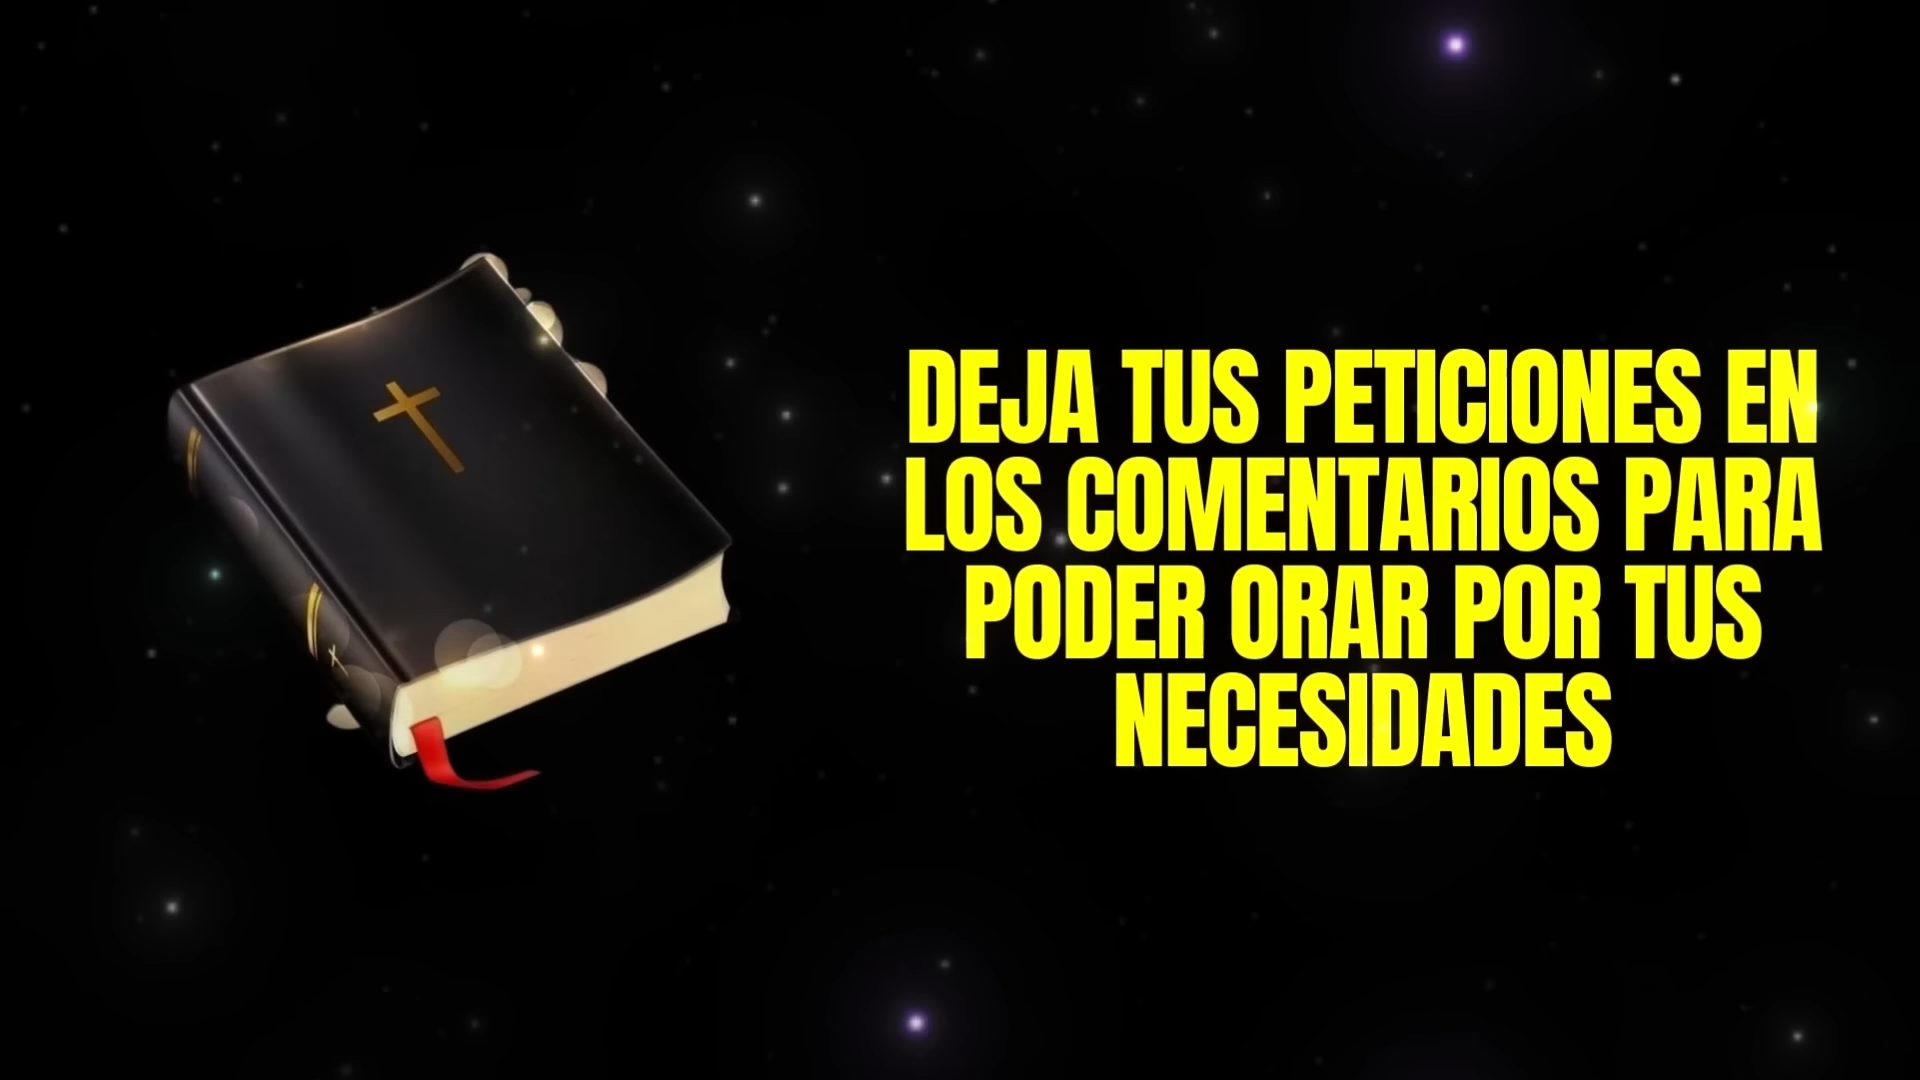 DEJA TUS PETICIONES EN
LOS COMENTARIOS PARA
PODER ORAR POR TUS
NECESIDADES